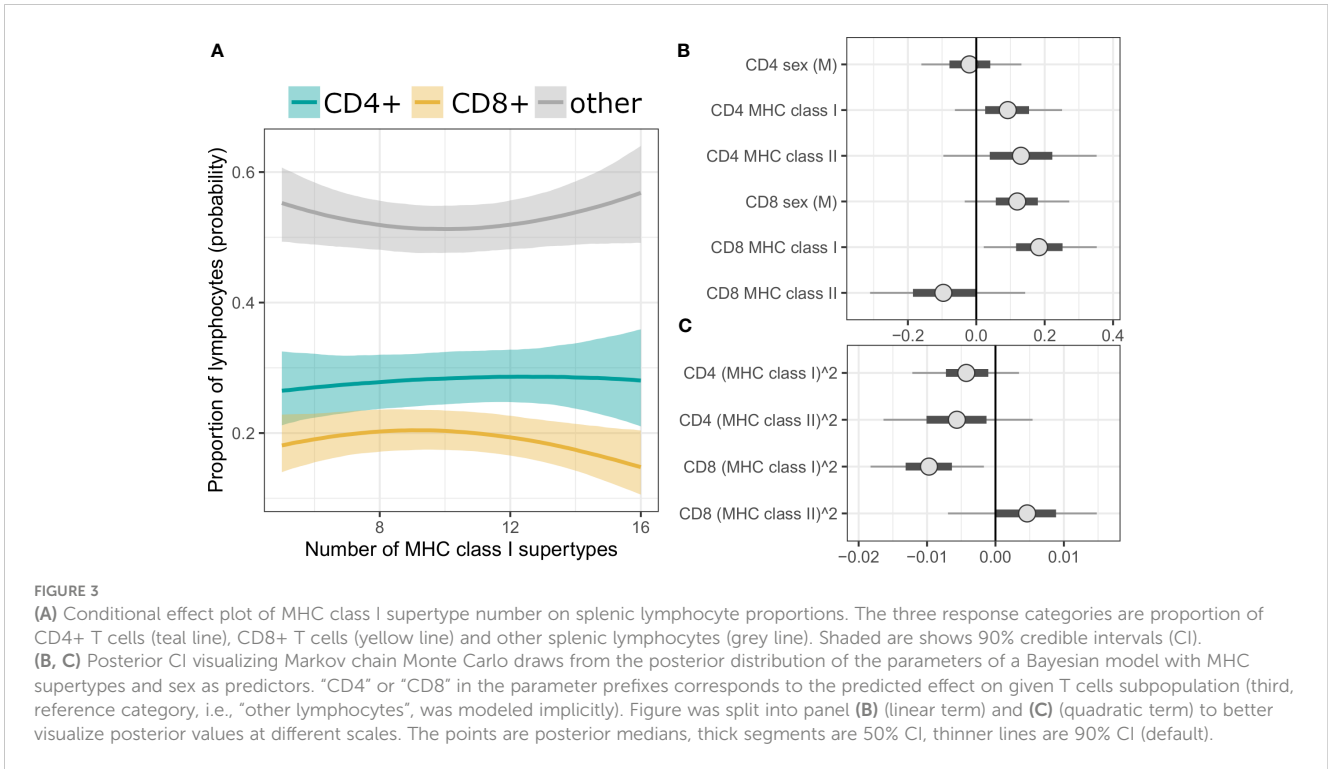 A
CD4+ CD8+ other
Proportion of lymphocytes (probability)
0.6
0.4
0.2
8 12 16
Number of MHC class I supertypes
B
CD4 sex (M)
CD4 MHC class I
CD4 MHC class II
CD8 sex (M)
CD8 MHC class I
CD8 MHC class II
−0.2 0.0 0.2 0.4
C
CD4 (MHC class I)^2
CD4 (MHC class II)^2
CD8 (MHC class I)^2
CD8 (MHC class II)^2
−0.02 −0.01 0.00 0.01
FIGURE 3
(A) Conditional effect plot of MHC class I supertype number on splenic lymphocyte proportions. The three response categories are proportion of
CD4+ T cells (teal line), CD8+ T cells (yellow line) and other splenic lymphocytes (grey line). Shaded are shows 90% credible intervals (CI).
(B, C) Posterior CI visualizing Markov chain Monte Carlo draws from the posterior distribution of the parameters of a Bayesian model with MHC
supertypes and sex as predictors. “CD4” or “CD8” in the parameter prefixes corresponds to the predicted effect on given T cells subpopulation (third,
reference category, i.e., “other lymphocytes”, was modeled implicitly). Figure was split into panel (B) (linear term) and (C) (quadratic term) to better
visualize posterior values at different scales. The points are posterior medians, thick segments are 50% CI, thinner lines are 90% CI (default).